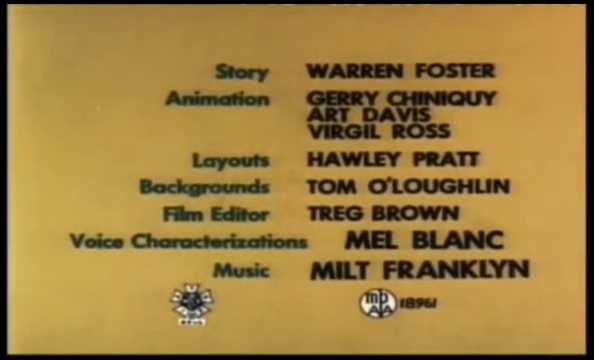 Story WARREN FOSTER
Animation GERRY CHINIQUY
ART DAVIS
VIRGIL ROSS
Layouts HAWLEY PRATT
Backgrounds TOM O'LOUGHLIN
Film Editor TREG BROWN
Voice Characterizations MEL BLANC
Music MILT FRANKLYN
18961